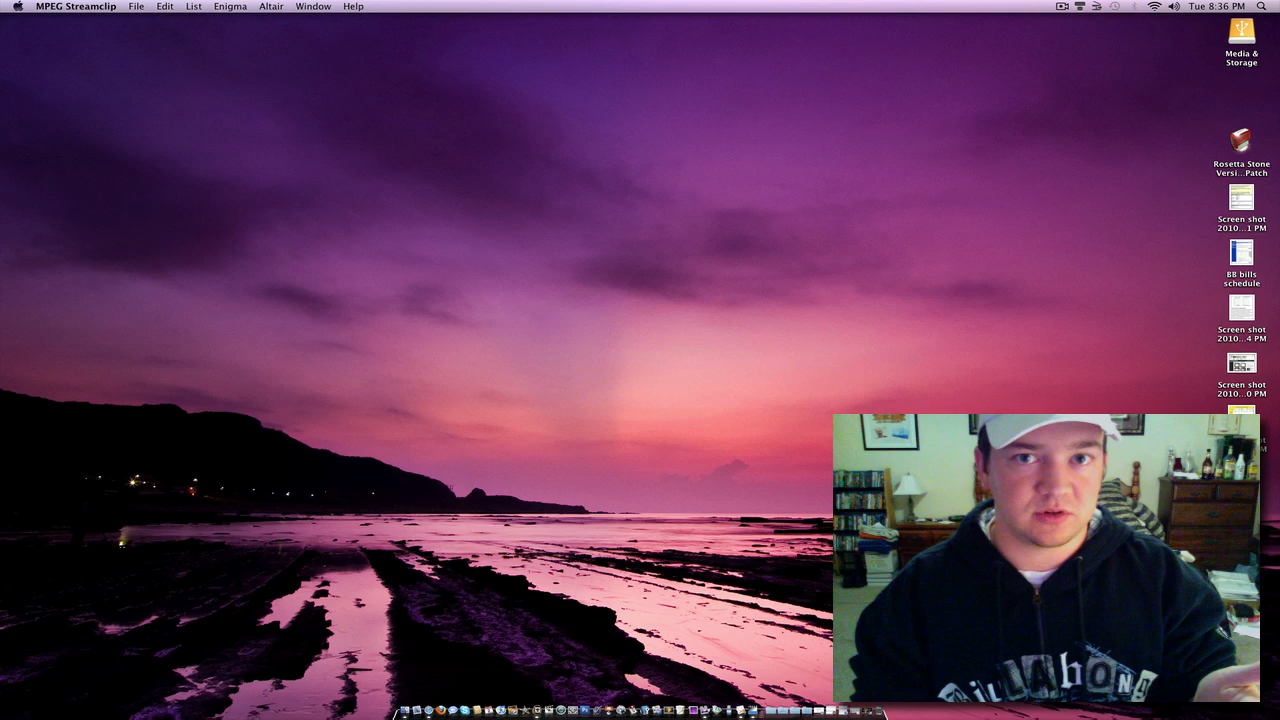 MPEG Streamclip File Edit List Enigma Altair Window Help Tue 8:36 PM
Media &
Storage
Rosetta Stone
Versi...Patch
Screen shot
2010...1 PM
BB bills
schedule
Screen shot
2010...4 PM
Screen shot
2010...0 PM
BiLLAbONG